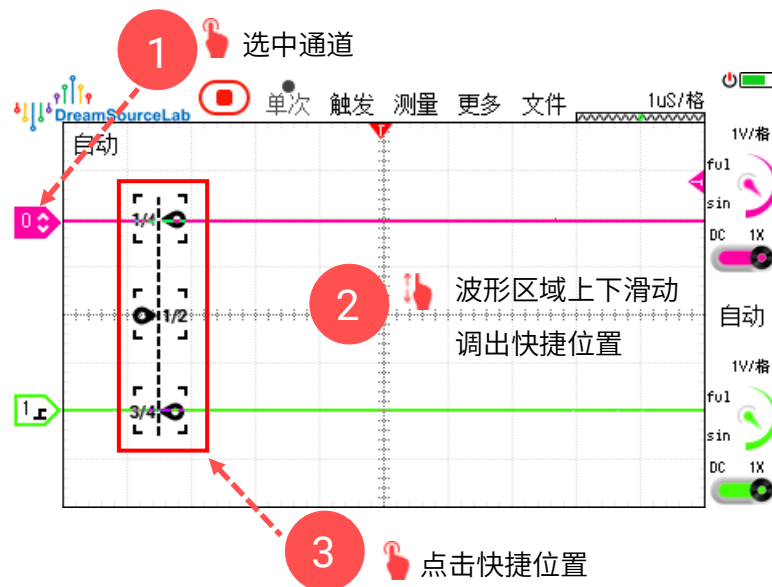 1
选中通道
DreamSourceLab
单次
触发
测量
更多
文件
1uS/格
自动
T
1V/格
ful
sin
DC 1X
0
1/4
1/2
3/4
2
波形区域上下滑动
调出快捷位置
自动
1V/格
ful
sin
DC 1X
1
3
点击快捷位置